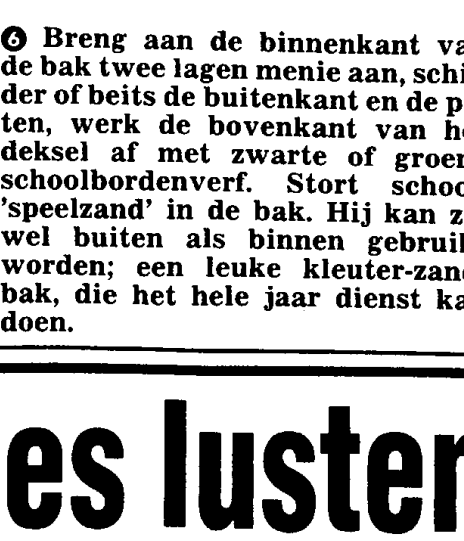 ❻ Breng aan de binnenkant va
de bak twee lagen menie aan, schi
der of beits de buitenkant en de p
ten, werk de bovenkant van h
deksel af met zwarte of groen
schoolbordenverf. Stort schoo
'speelzand' in de bak. Hij kan z
wel buiten als binnen gebruik
worden; een leuke kleuter-zand
bak, die het hele jaar dienst ka
doen.
es luster